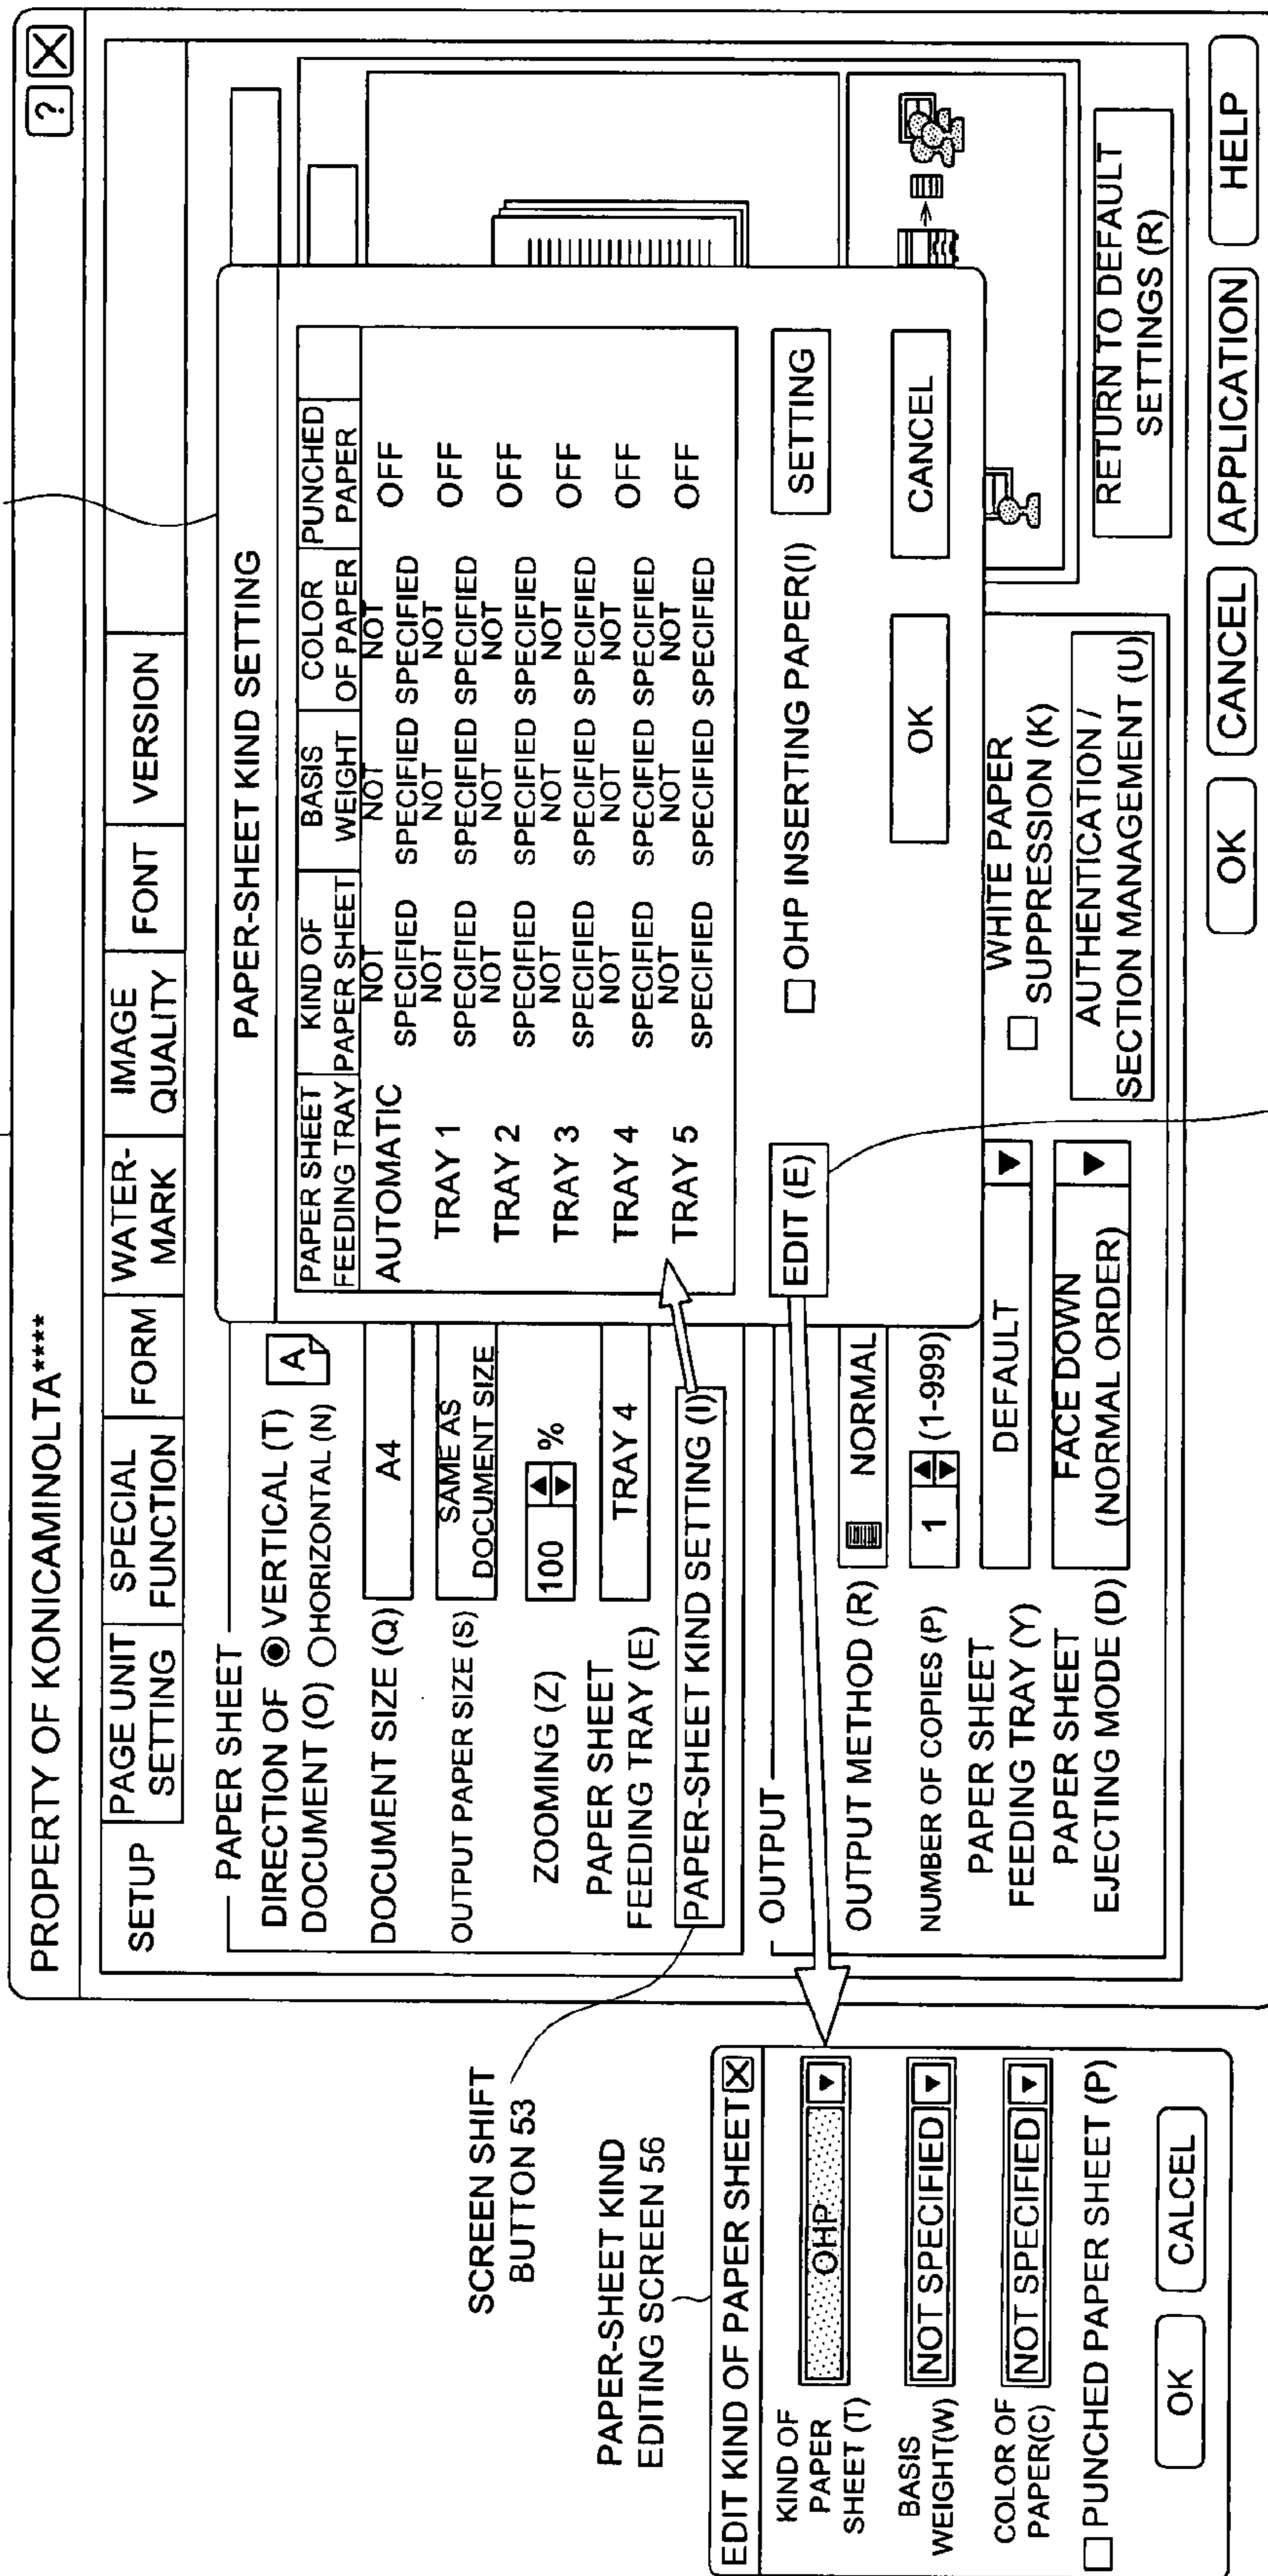 PROPERTY OF KONICAMINOLTA****
? X
SETUP
PAGE UNIT
SETTING
SPECIAL
FUNCTION
FORM
WATER-
MARK
IMAGE
QUALITY
FONT
VERSION
PAPER SHEET
DIRECTION OF
DOCUMENT (O)
VERTICAL (T)
HORIZONTAL (N)
A
DOCUMENT SIZE (Q)
A4
OUTPUT PAPER SIZE (S)
SAME AS
DOCUMENT SIZE
ZOOMING (Z)
100 %
PAPER SHEET
FEEDING TRAY (E)
TRAY 4
PAPER-SHEET KIND SETTING (I)
OUTPUT
OUTPUT METHOD (R)
NORMAL
NUMBER OF COPIES (P)
1 (1-999)
PAPER SHEET
FEEDING TRAY (Y)
DEFAULT
PAPER SHEET
EJECTING MODE (D)
FACE DOWN
(NORMAL ORDER)
PAPER-SHEET KIND SETTING
PAPER SHEET
FEEDING TRAY
KIND OF
PAPER SHEET
BASIS
WEIGHT
COLOR
OF PAPER
PUNCHED
PAPER
AUTOMATIC
NOT
SPECIFIED
NOT
SPECIFIED
NOT
SPECIFIED
OFF
TRAY 1
NOT
SPECIFIED
NOT
SPECIFIED
NOT
SPECIFIED
OFF
TRAY 2
NOT
SPECIFIED
NOT
SPECIFIED
NOT
SPECIFIED
OFF
TRAY 3
NOT
SPECIFIED
NOT
SPECIFIED
NOT
SPECIFIED
OFF
TRAY 4
NOT
SPECIFIED
NOT
SPECIFIED
NOT
SPECIFIED
OFF
TRAY 5
NOT
SPECIFIED
NOT
SPECIFIED
NOT
SPECIFIED
OFF
EDIT (E)
OHP INSERTING PAPER(I)
SETTING
OK
CANCEL
WHITE PAPER
SUPPRESSION (K)
AUTHENTICATION /
SECTION MANAGEMENT (U)
RETURN TO DEFAULT
SETTINGS (R)
OK
CANCEL
APPLICATION
HELP
SCREEN SHIFT
BUTTON 53
PAPER-SHEET KIND
EDITING SCREEN 56
EDIT KIND OF PAPER SHEET X
KIND OF
PAPER
SHEET (T)
OHP
BASIS
WEIGHT(W)
NOT SPECIFIED
COLOR OF
PAPER(C)
NOT SPECIFIED
PUNCHED PAPER SHEET (P)
OK
CALCEL